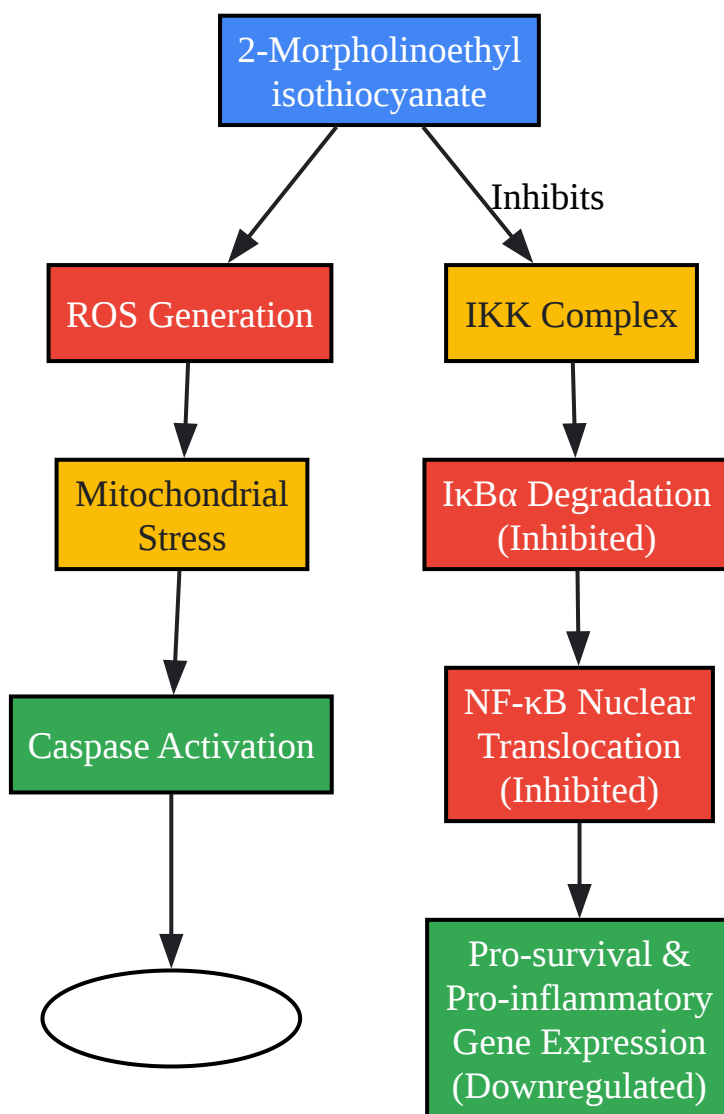 2-Morpholinoethyl
isothiocyanate
Inhibits
ROS Generation
IKK Complex
Mitochondrial
Stress
IκBα Degradation
(Inhibited)
Caspase Activation
NF-κB Nuclear
Translocation
(Inhibited)
Pro-survival &
Pro-inflammatory
Gene Expression
(Downregulated)